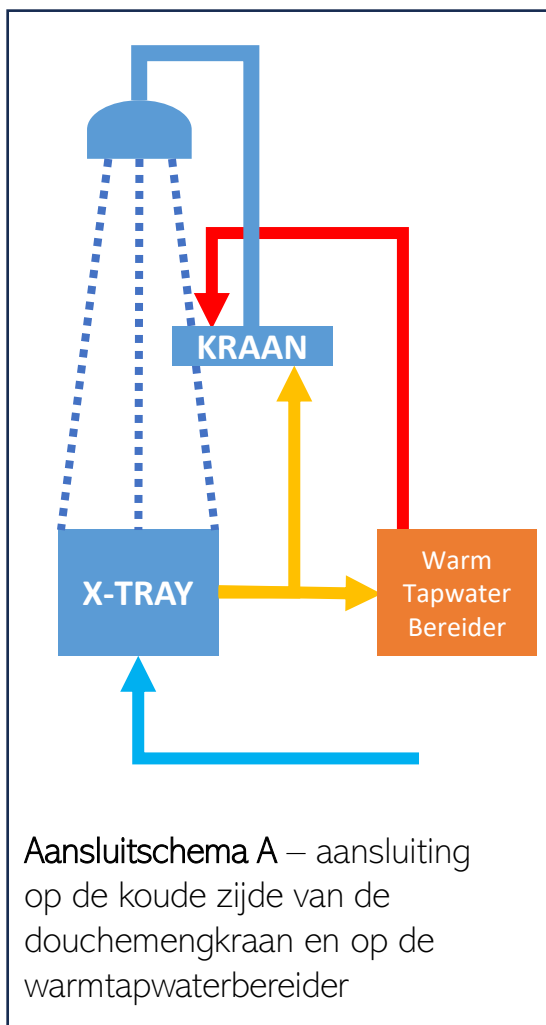 KRAAN
X-TRAY
Warm
Tapwater
Bereider
Aansluitschema A – aansluiting
op de koude zijde van de
douchemengkraan en op de
warmtapwaterbereider